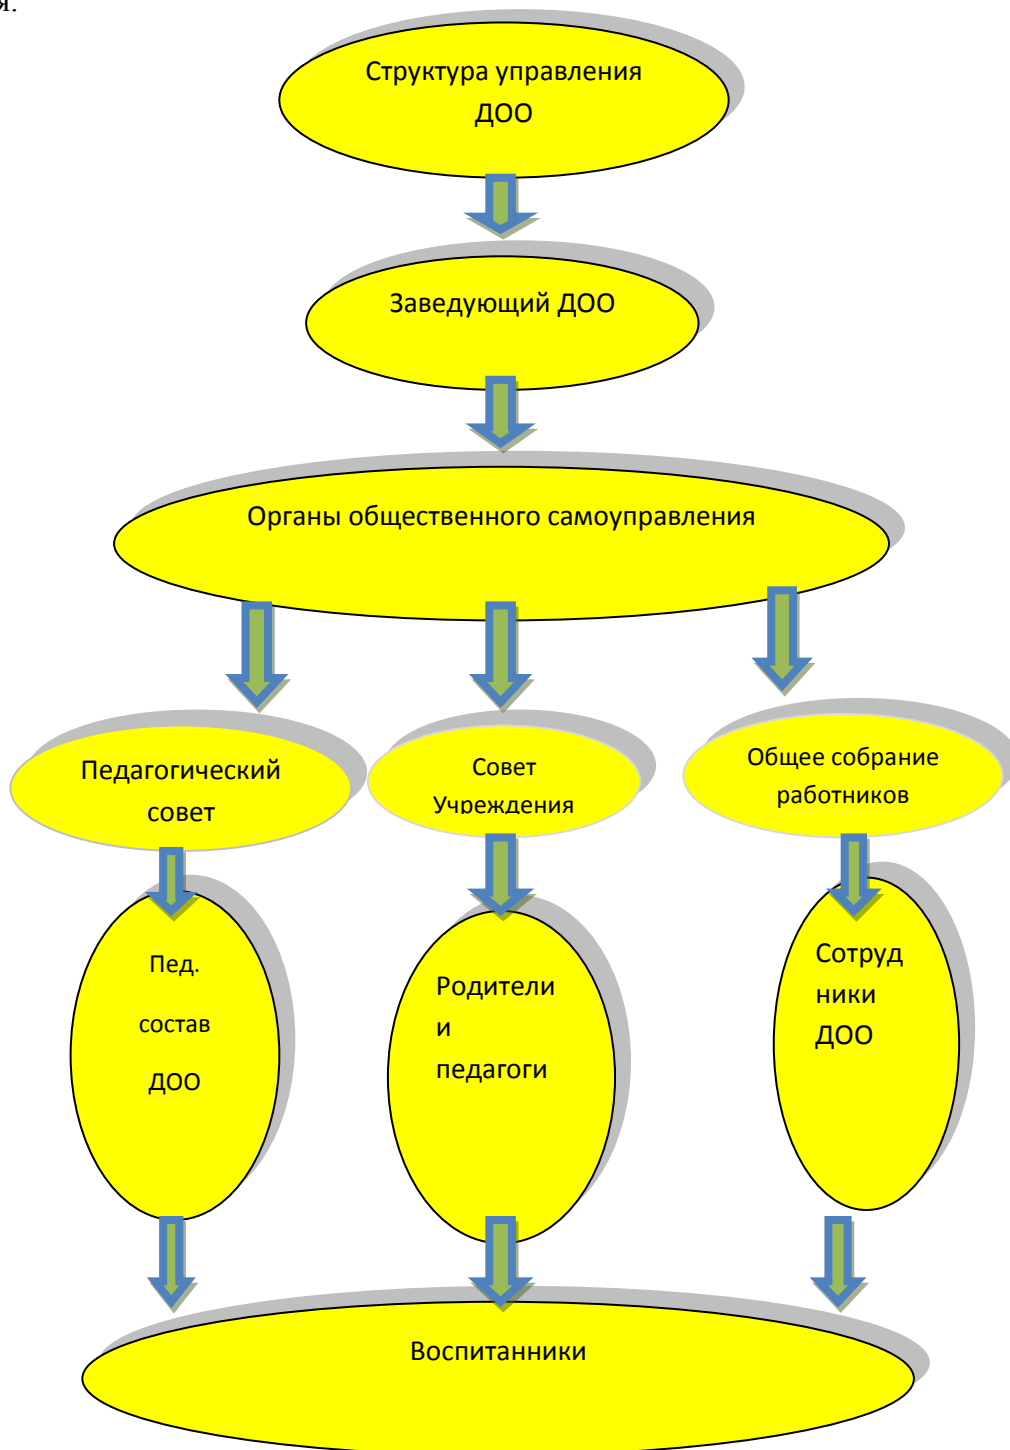 Структура управления
ДОО
Заведующий ДОО
Органы общественного самоуправления
Педагогический
совет
Совет
Учреждения
Общее собрание
работников
Пед.
состав
ДОО
Родители
и
педагоги
Сотруд
ники
ДОО
Воспитанники